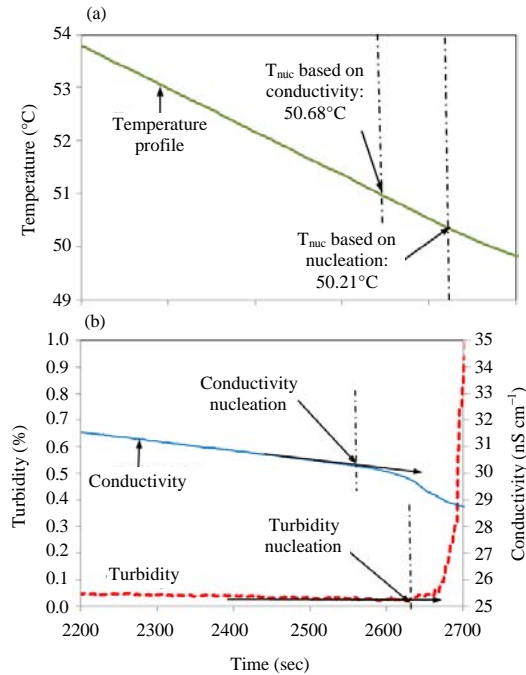 (a)
54
53
52
51
50
49
Temperature (°C)
Temperature
profile
T_nuc based on
conductivity:
50.68°C
T_nuc based on
nucleation:
50.21°C
(b)
1.0
0.9
0.8
0.7
0.6
0.5
0.4
0.3
0.2
0.1
0.0
Turbidity (%)
35
34
33
32
31
30
29
28
27
26
25
Conductivity (nS cm⁻¹)
Conductivity
nucleation
Conductivity
Turbidity
nucleation
Turbidity
2200 2300 2400 2500 2600 2700
Time (sec)